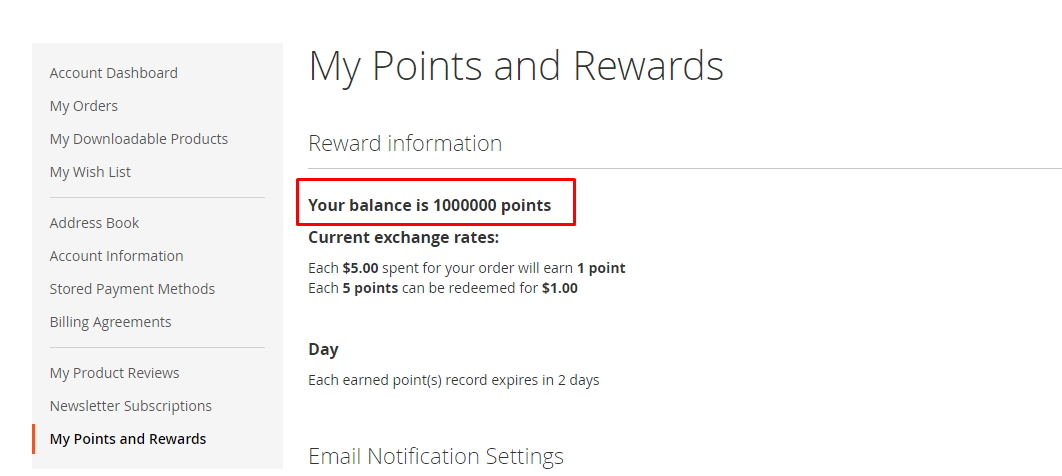 Account Dashboard
My Orders
My Downloadable Products
My Wish List
Address Book
Account Information
Stored Payment Methods
Billing Agreements
My Product Reviews
Newsletter Subscriptions
My Points and Rewards
My Points and Rewards
Reward information
Your balance is 1000000 points
Current exchange rates:
Each $5.00 spent for your order will earn 1 point
Each 5 points can be redeemed for $1.00
Day
Each earned point(s) record expires in 2 days
Email Notification Settings